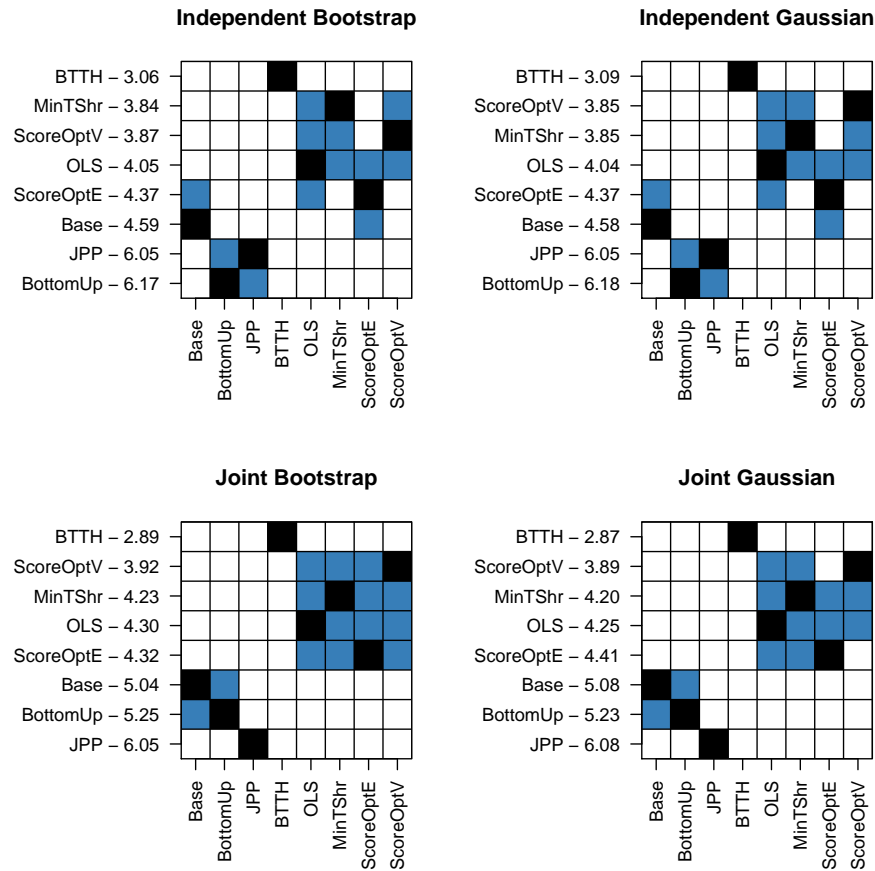 Independent Bootstrap
BTTH – 3.06
MinTShr – 3.84
ScoreOptV – 3.87
OLS – 4.05
ScoreOptE – 4.37
Base – 4.59
JPP – 6.05
BottomUp – 6.17
Base
BottomUp
JPP
BTTH
OLS
MinTShr
ScoreOptE
ScoreOptV
Independent Gaussian
BTTH – 3.09
ScoreOptV – 3.85
MinTShr – 3.85
OLS – 4.04
ScoreOptE – 4.37
Base – 4.58
JPP – 6.05
BottomUp – 6.18
Base
BottomUp
JPP
BTTH
OLS
MinTShr
ScoreOptE
ScoreOptV
Joint Bootstrap
BTTH – 2.89
ScoreOptV – 3.92
MinTShr – 4.23
OLS – 4.30
ScoreOptE – 4.32
Base – 5.04
BottomUp – 5.25
JPP – 6.05
Base
BottomUp
JPP
BTTH
OLS
MinTShr
ScoreOptE
ScoreOptV
Joint Gaussian
BTTH – 2.87
ScoreOptV – 3.89
MinTShr – 4.20
OLS – 4.25
ScoreOptE – 4.41
Base – 5.08
BottomUp – 5.23
JPP – 6.08
Base
BottomUp
JPP
BTTH
OLS
MinTShr
ScoreOptE
ScoreOptV